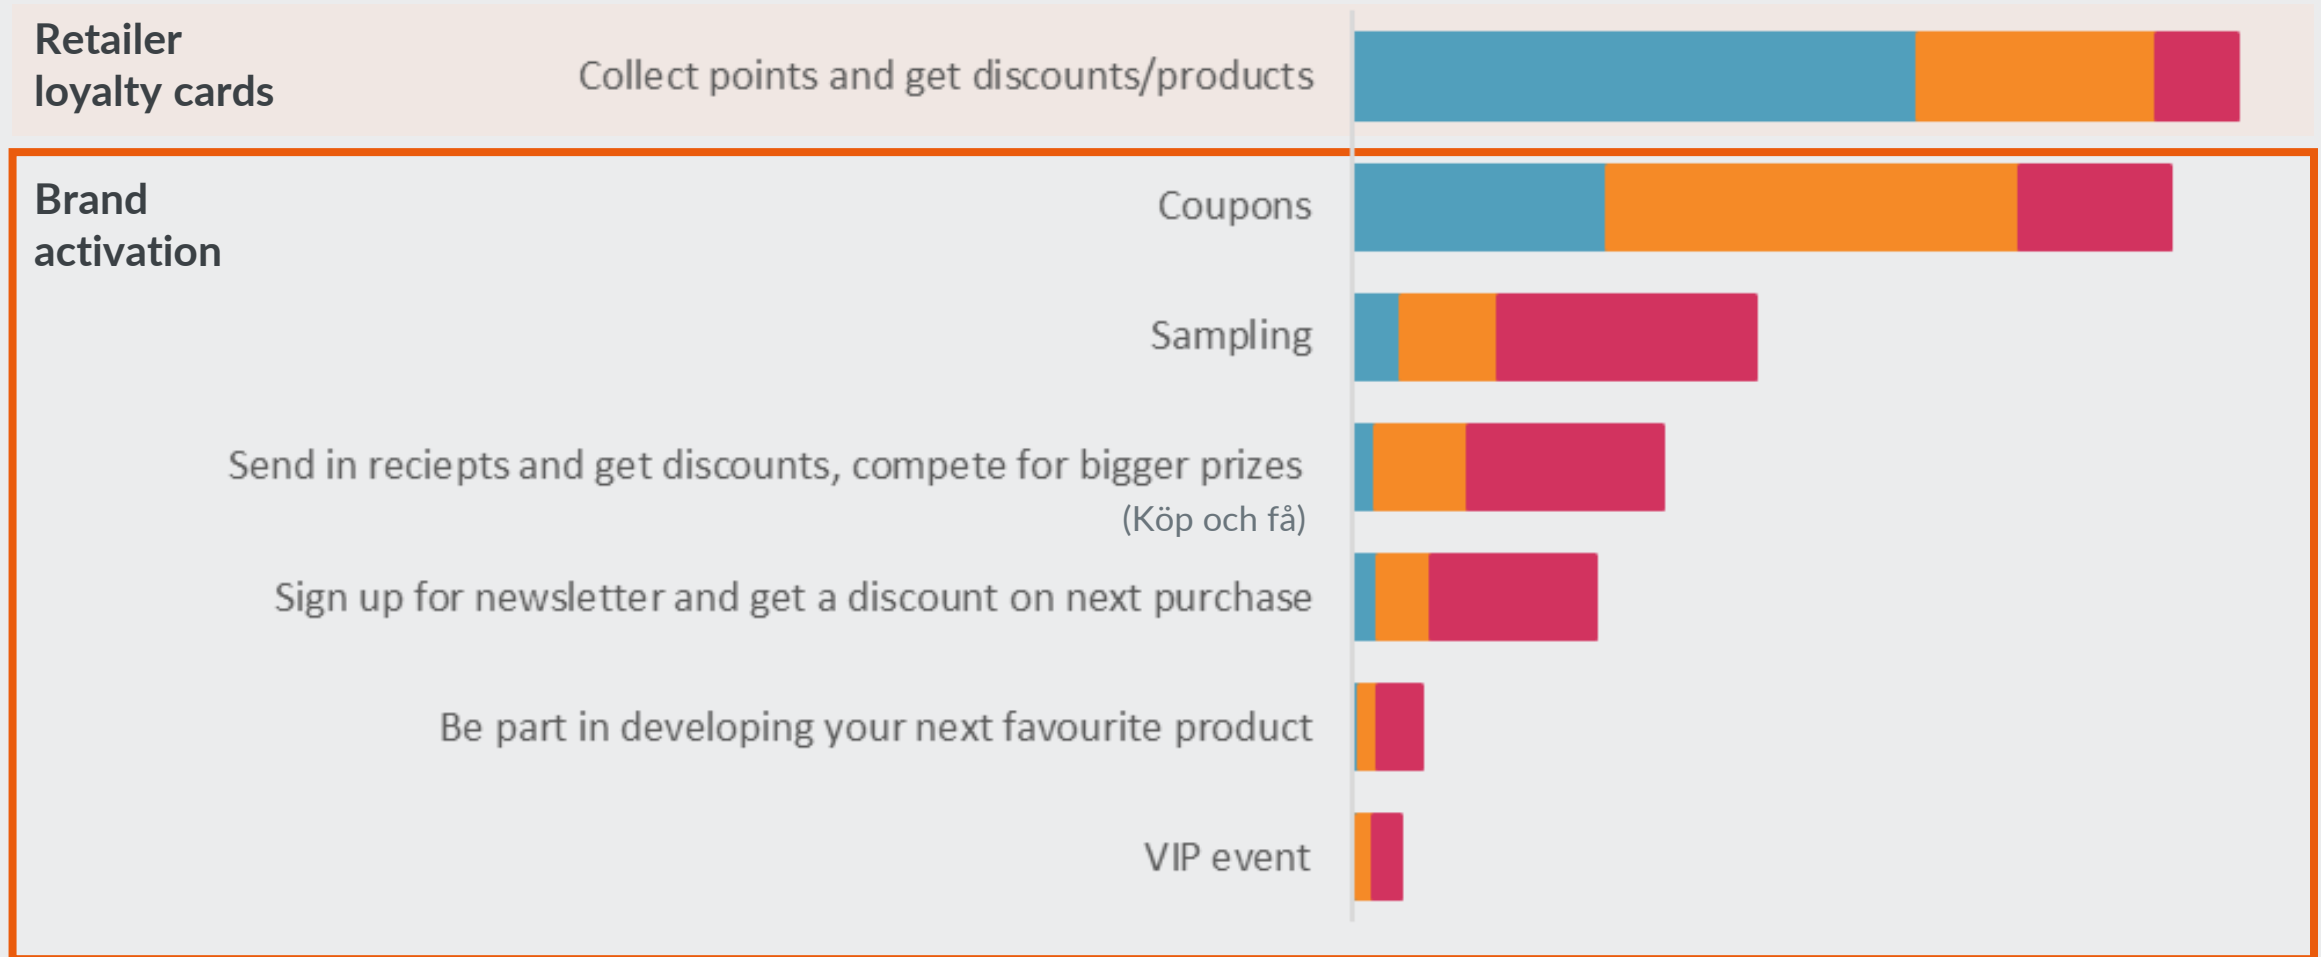 Retailer
loyalty cards
Collect points and get discounts/products
Brand
activation
Coupons
Sampling
Send in reciepts and get discounts, compete for bigger prizes
(Köp och få)
Sign up for newsletter and get a discount on next purchase
Be part in developing your next favourite product
VIP event